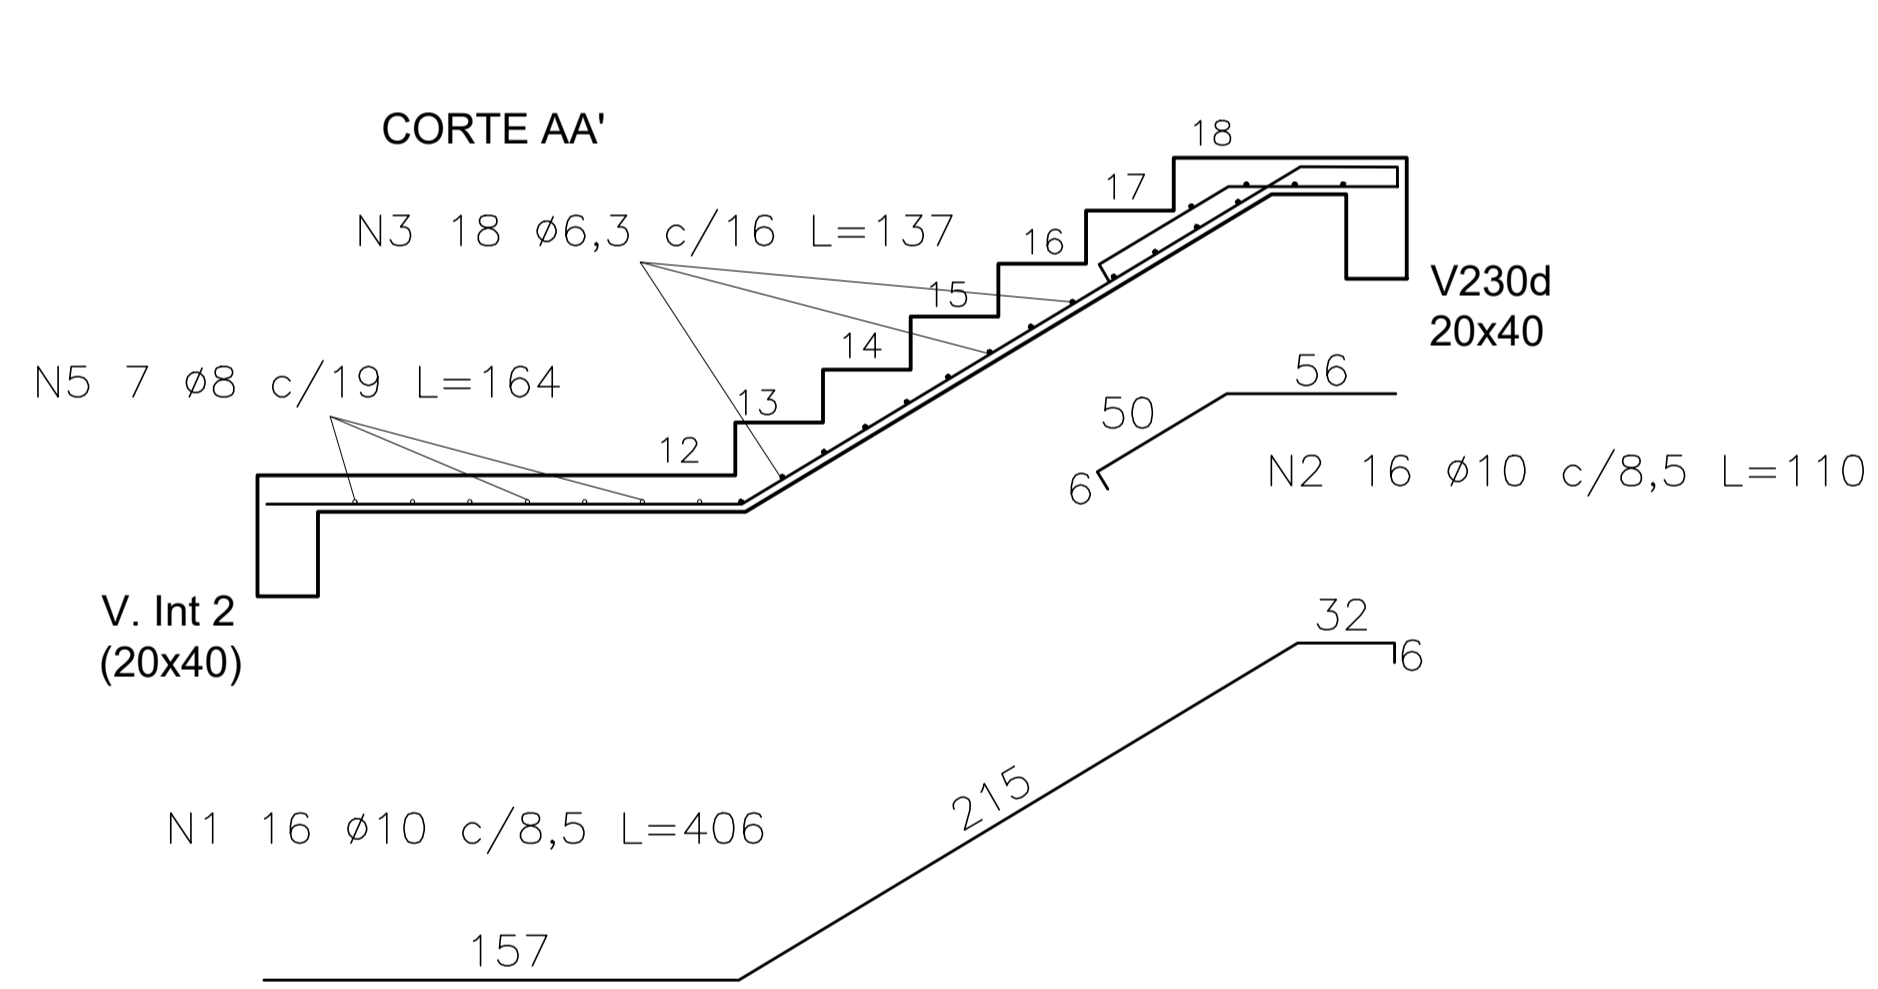 CORTE AA'
18
17
N3 18 ø6,3 c/16 L=137
16
15
V230d
20x40
14
N5 7 ø8 c/19 L=164
13
56
50
12
6
N2 16 ø10 c/8,5 L=110
V. Int 2
(20x40)
32
6
215
N1 16 ø10 c/8,5 L=406
157